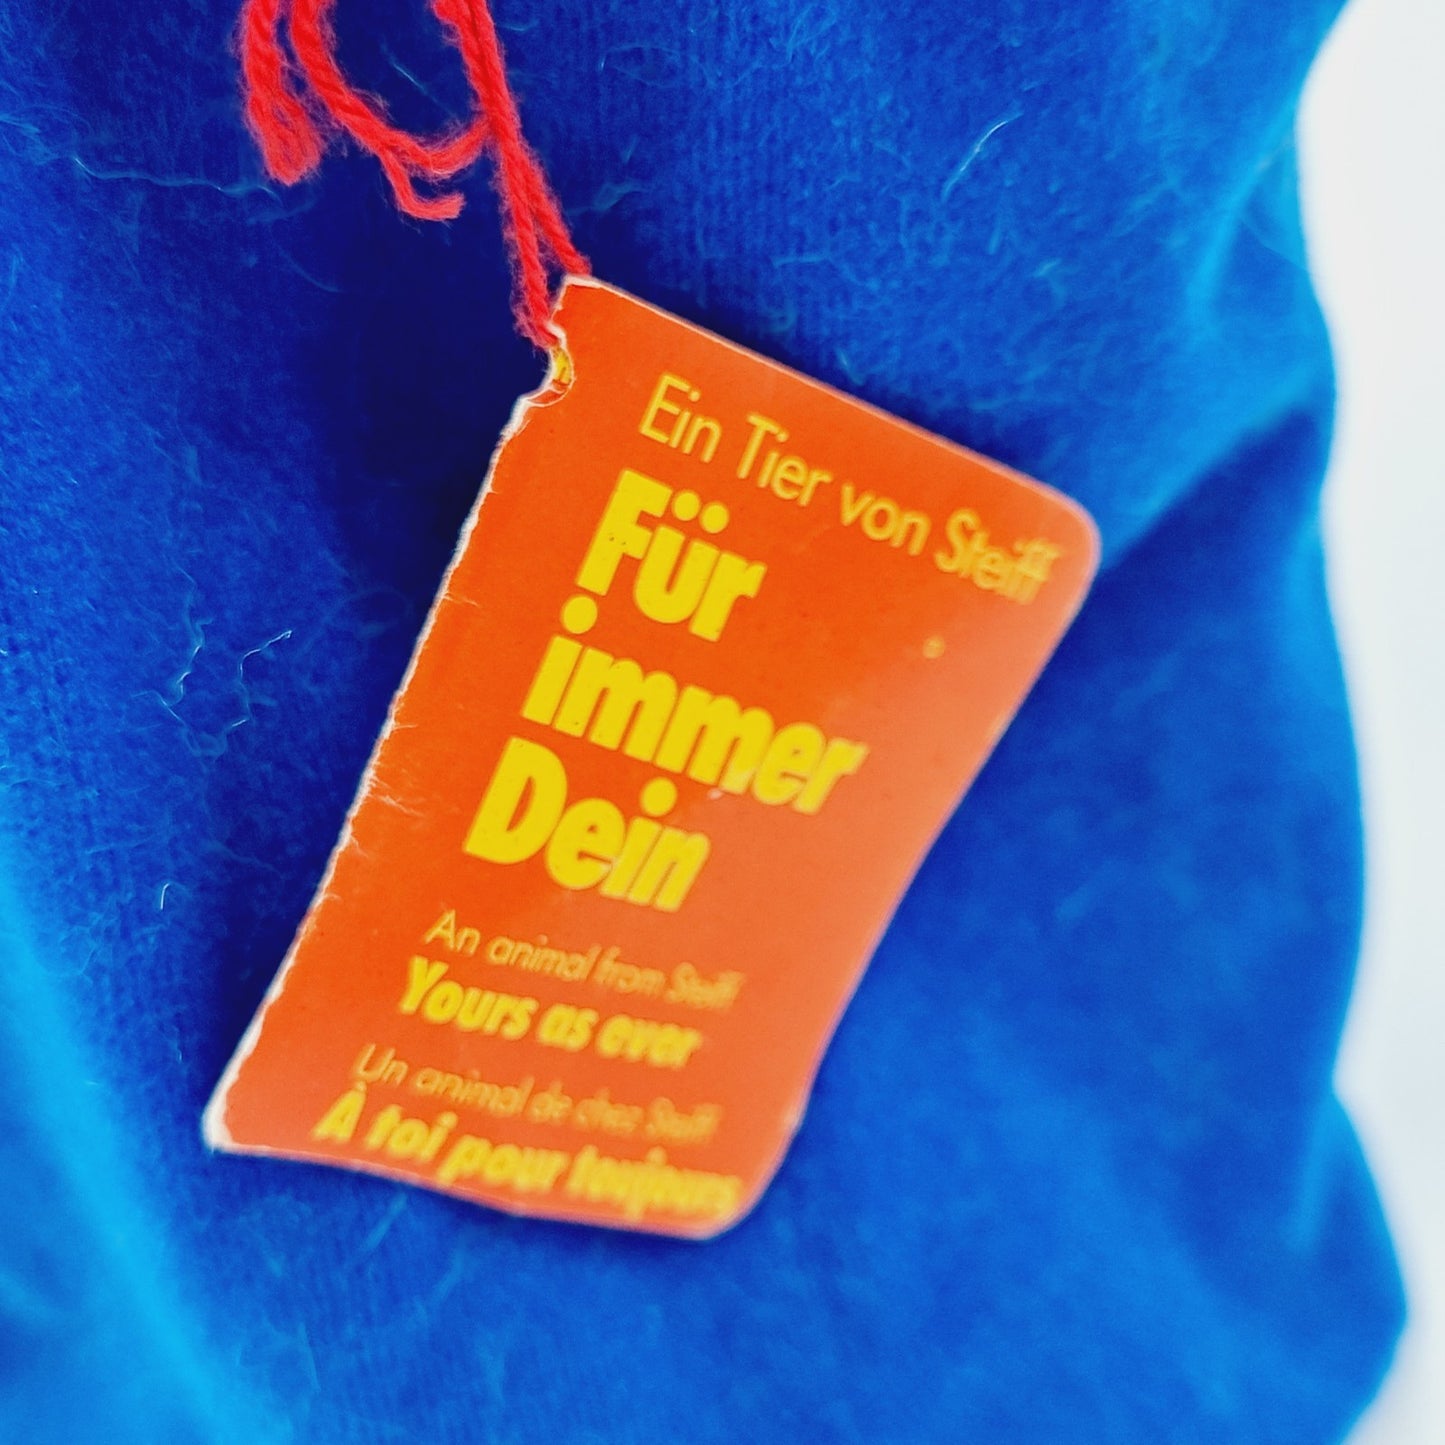 Ein Tier von Steiff
Für
immer
Dein
An animal from Steiff
Yours as ever
Un animal de chez Steiff
À toi pour toujours